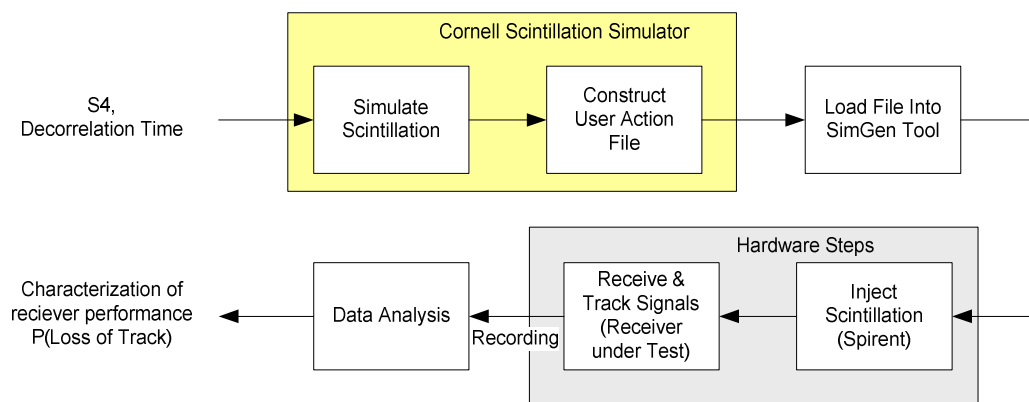 Cornell Scintillation Simulator
S4,
Decorrelation Time
Simulate
Scintillation
Construct
User Action
File
Load File Into
SimGen Tool
Hardware Steps
Characterization of
reciever performance
P(Loss of Track)
Data Analysis
Recording
Receive &
Track Signals
(Receiver
under Test)
Inject
Scintillation
(Spirent)